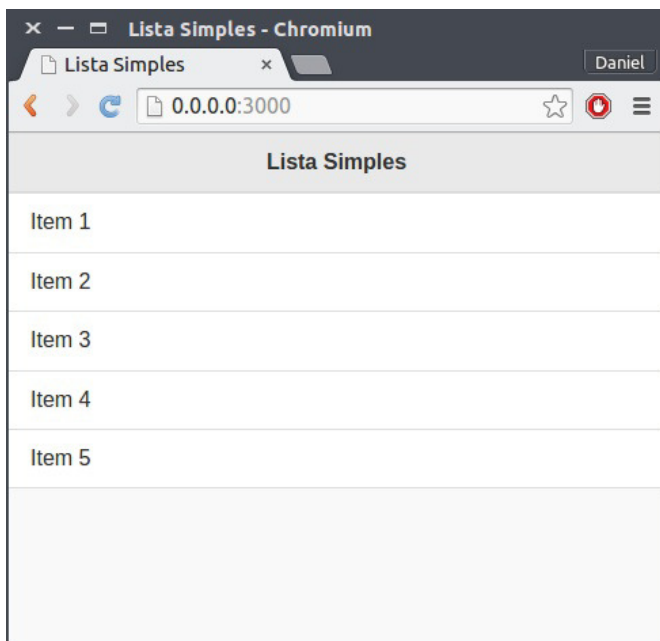 Lista Simples - Chromium
Lista Simples
Daniel
0.0.0.0:3000
Lista Simples
Item 1
Item 2
Item 3
Item 4
Item 5